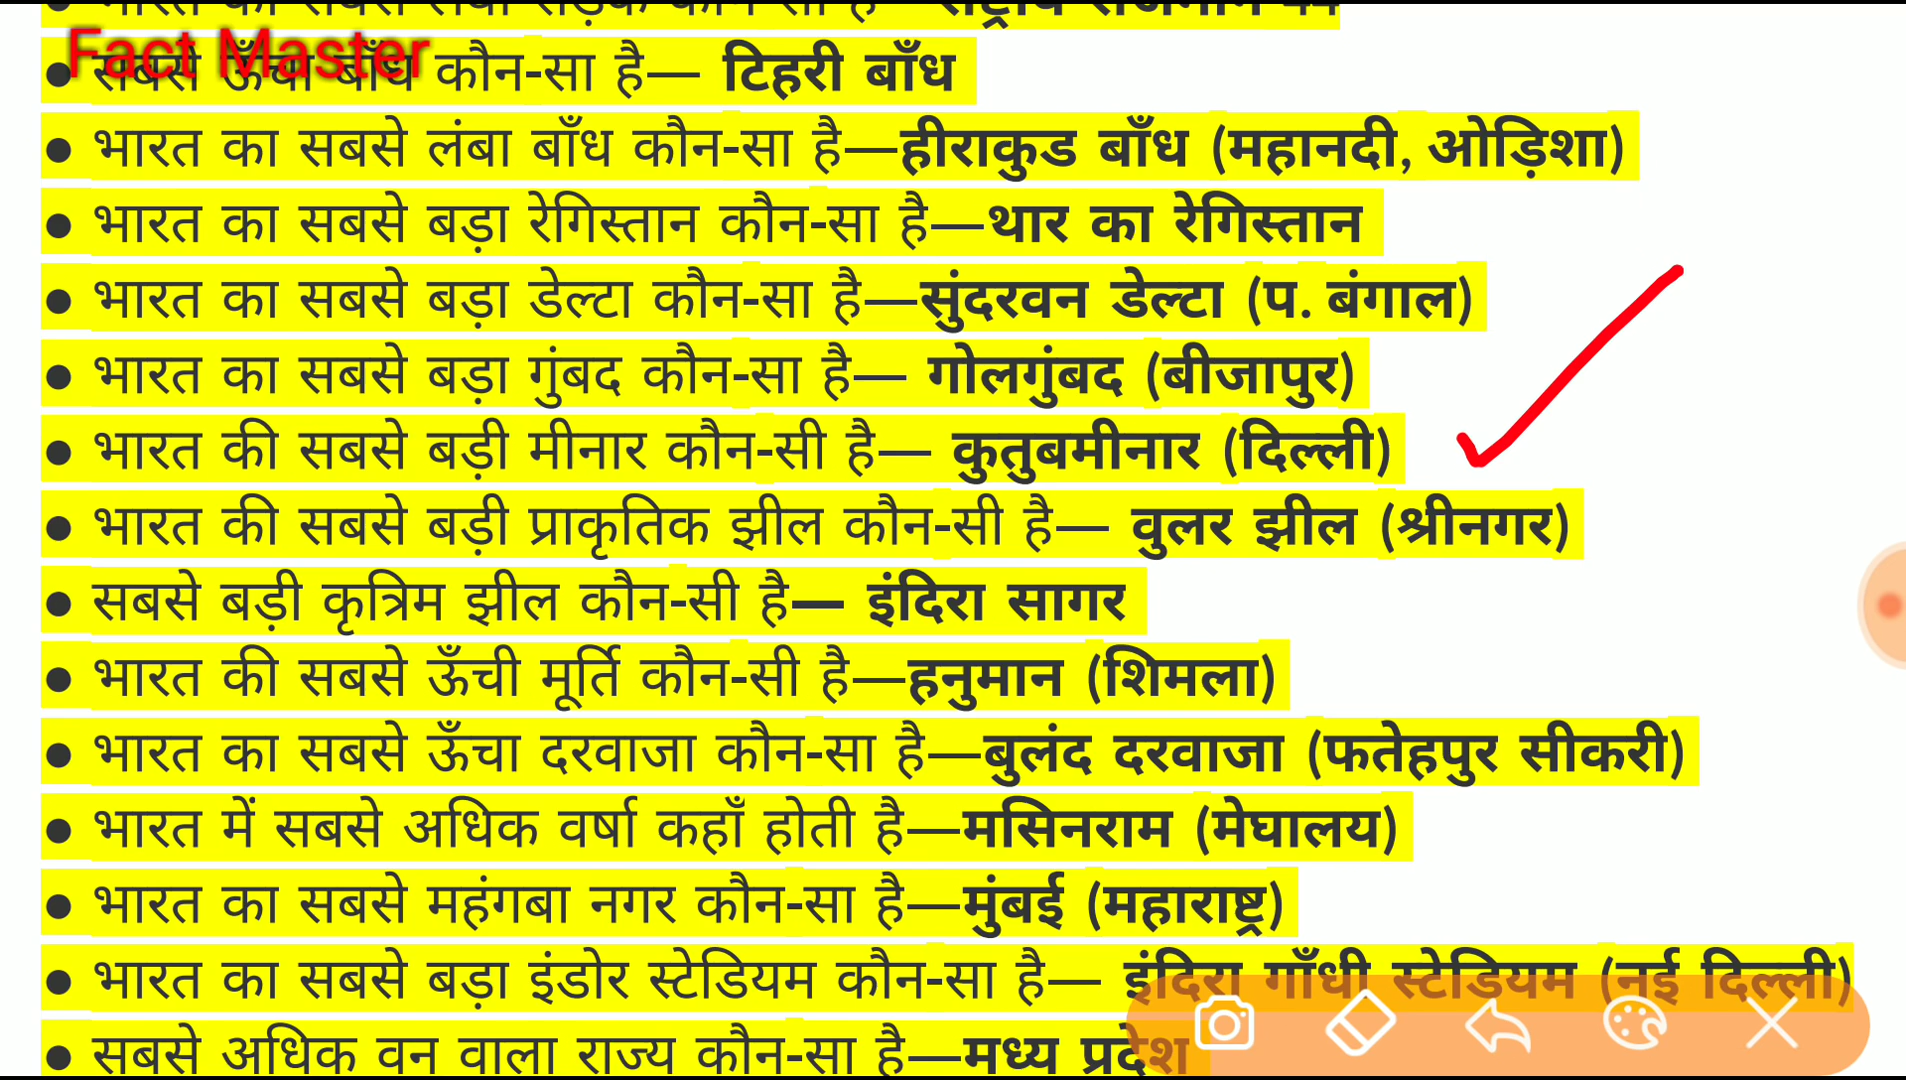 Fact Master
● सबसे ऊँचा बाँध कौन-सा है— टिहरी बाँध
● भारत का सबसे लंबा बाँध कौन-सा है—हीराकुड बाँध (महानदी, ओड़िशा)
● भारत का सबसे बड़ा रेगिस्तान कौन-सा है—थार का रेगिस्तान
● भारत का सबसे बड़ा डेल्टा कौन-सा है—सुंदरवन डेल्टा (प. बंगाल)
● भारत का सबसे बड़ा गुंबद कौन-सा है— गोलगुंबद (बीजापुर)
● भारत की सबसे बड़ी मीनार कौन-सी है— कुतुबमीनार (दिल्ली)
● भारत की सबसे बड़ी प्राकृतिक झील कौन-सी है— वुलर झील (श्रीनगर)
● सबसे बड़ी कृत्रिम झील कौन-सी है— इंदिरा सागर
● भारत की सबसे ऊँची मूर्ति कौन-सी है—हनुमान (शिमला)
● भारत का सबसे ऊँचा दरवाजा कौन-सा है—बुलंद दरवाजा (फतेहपुर सीकरी)
● भारत में सबसे अधिक वर्षा कहाँ होती है—मसिनराम (मेघालय)
● भारत का सबसे महंगबा नगर कौन-सा है—मुंबई (महाराष्ट्र)
● भारत का सबसे बड़ा इंडोर स्टेडियम कौन-सा है— इंदिरा गाँधी स्टेडियम (नई दिल्ली)
● सबसे अधिक वन वाला राज्य कौन-सा है—मध्य प्रदेश